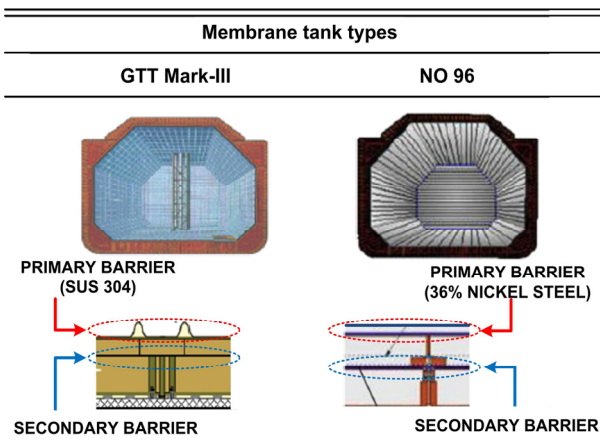 Membrane tank types
GTT Mark-III
NO 96
PRIMARY BARRIER
(SUS 304)
PRIMARY BARRIER
(36% NICKEL STEEL)
SECONDARY BARRIER
SECONDARY BARRIER